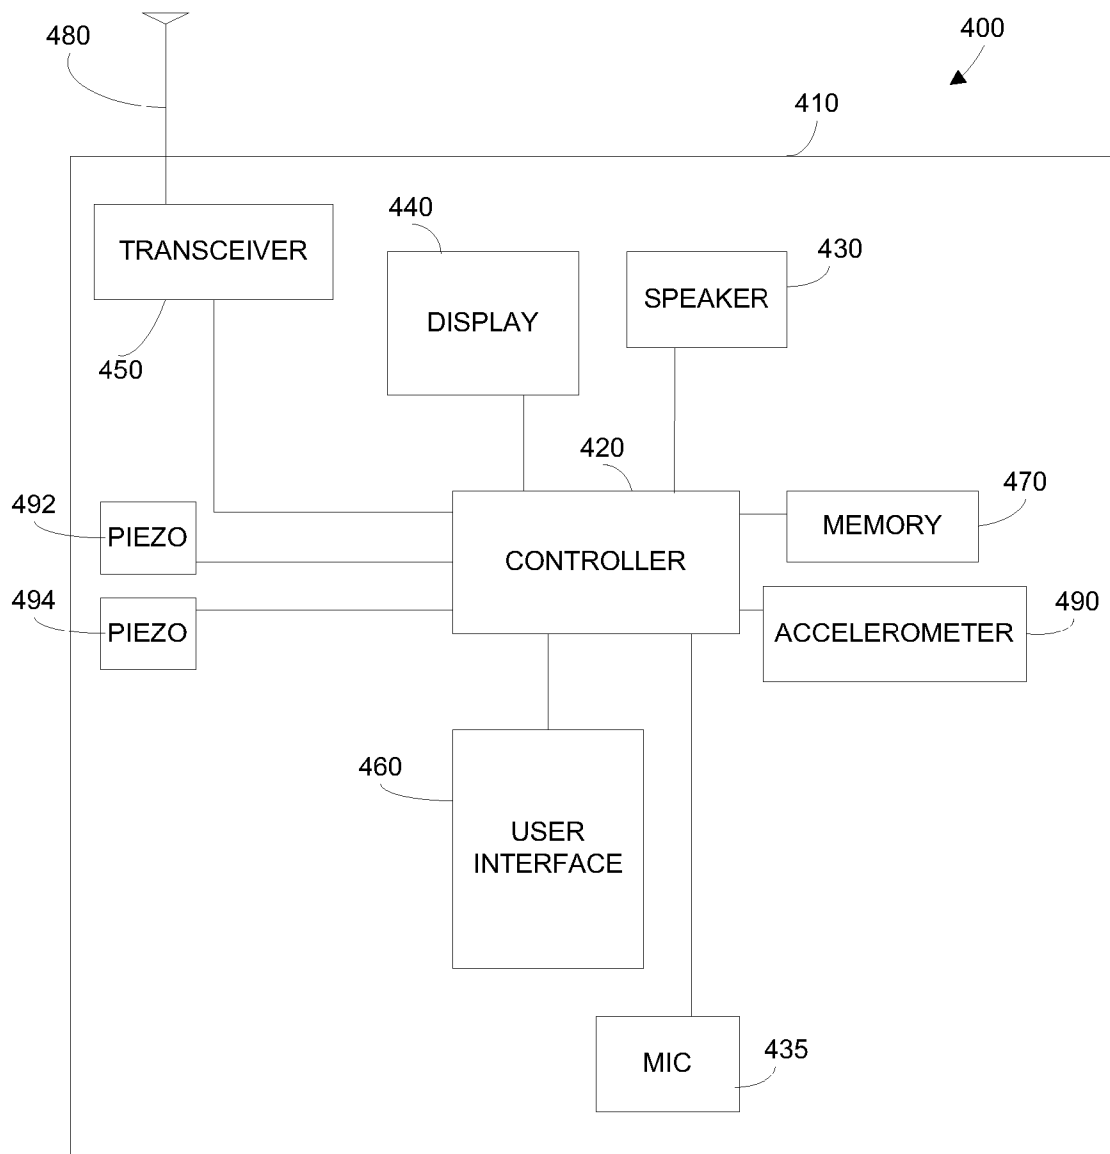 480
400
410
440
TRANSCEIVER
430
SPEAKER
DISPLAY
450
420
492
PIEZO
470
MEMORY
CONTROLLER
494
PIEZO
490
ACCELEROMETER
460
USER
INTERFACE
MIC
435